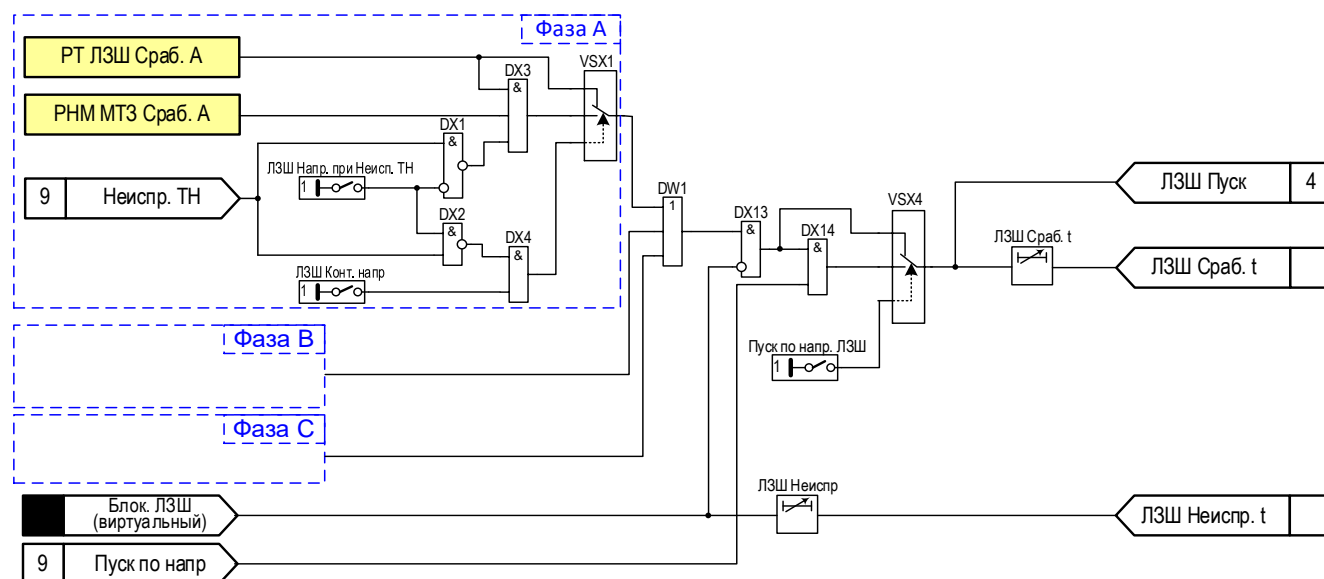 Фаза А
РТ ЛЗШ Сраб. А
VSX1
DX3
&
РНМ МТЗ Сраб. А
DX1
&
ЛЗШ Напр. при Неисп. ТН
1
9 Неиспр. ТН
ЛЗШ Пуск 4
DW1
1
VSX4
DX2
&
DX13
&
DX14
&
DX4
&
ЛЗШ Сраб. t
ЛЗШ Конт. напр
1
ЛЗШ Сраб. t
Фаза В
Пуск по напр. ЛЗШ
1
Фаза С
ЛЗШ Неиспр
Блок. ЛЗШ
(виртуальный)
ЛЗШ Неиспр. t
9 Пуск по напр